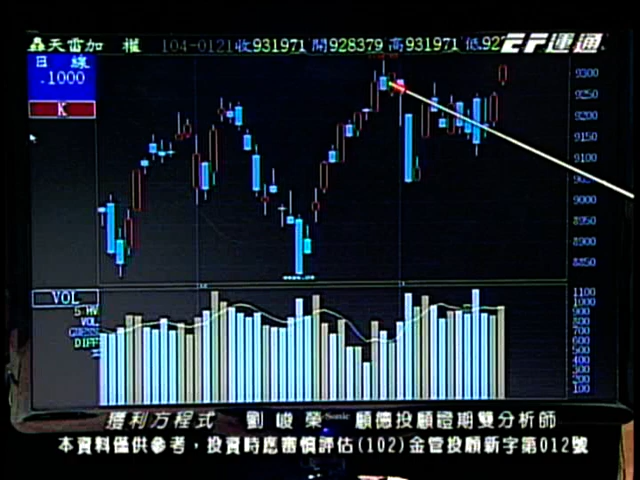 鑫天雷加 權 104-0121收931971 開928379 高931971 低92
EF運通
日 線
.1000
K
9300
9250
9200
9150
9100
9050
9000
8950
8900
8850
VOL
5 MV
VOL
DIFF
1100
1000
900
800
700
600
500
400
300
200
100
獲利方程式 劉峻榮 顧德投顧證期雙分析師
本資料僅供參考，投資時應審慎評估(102)金管投顧新字第012號